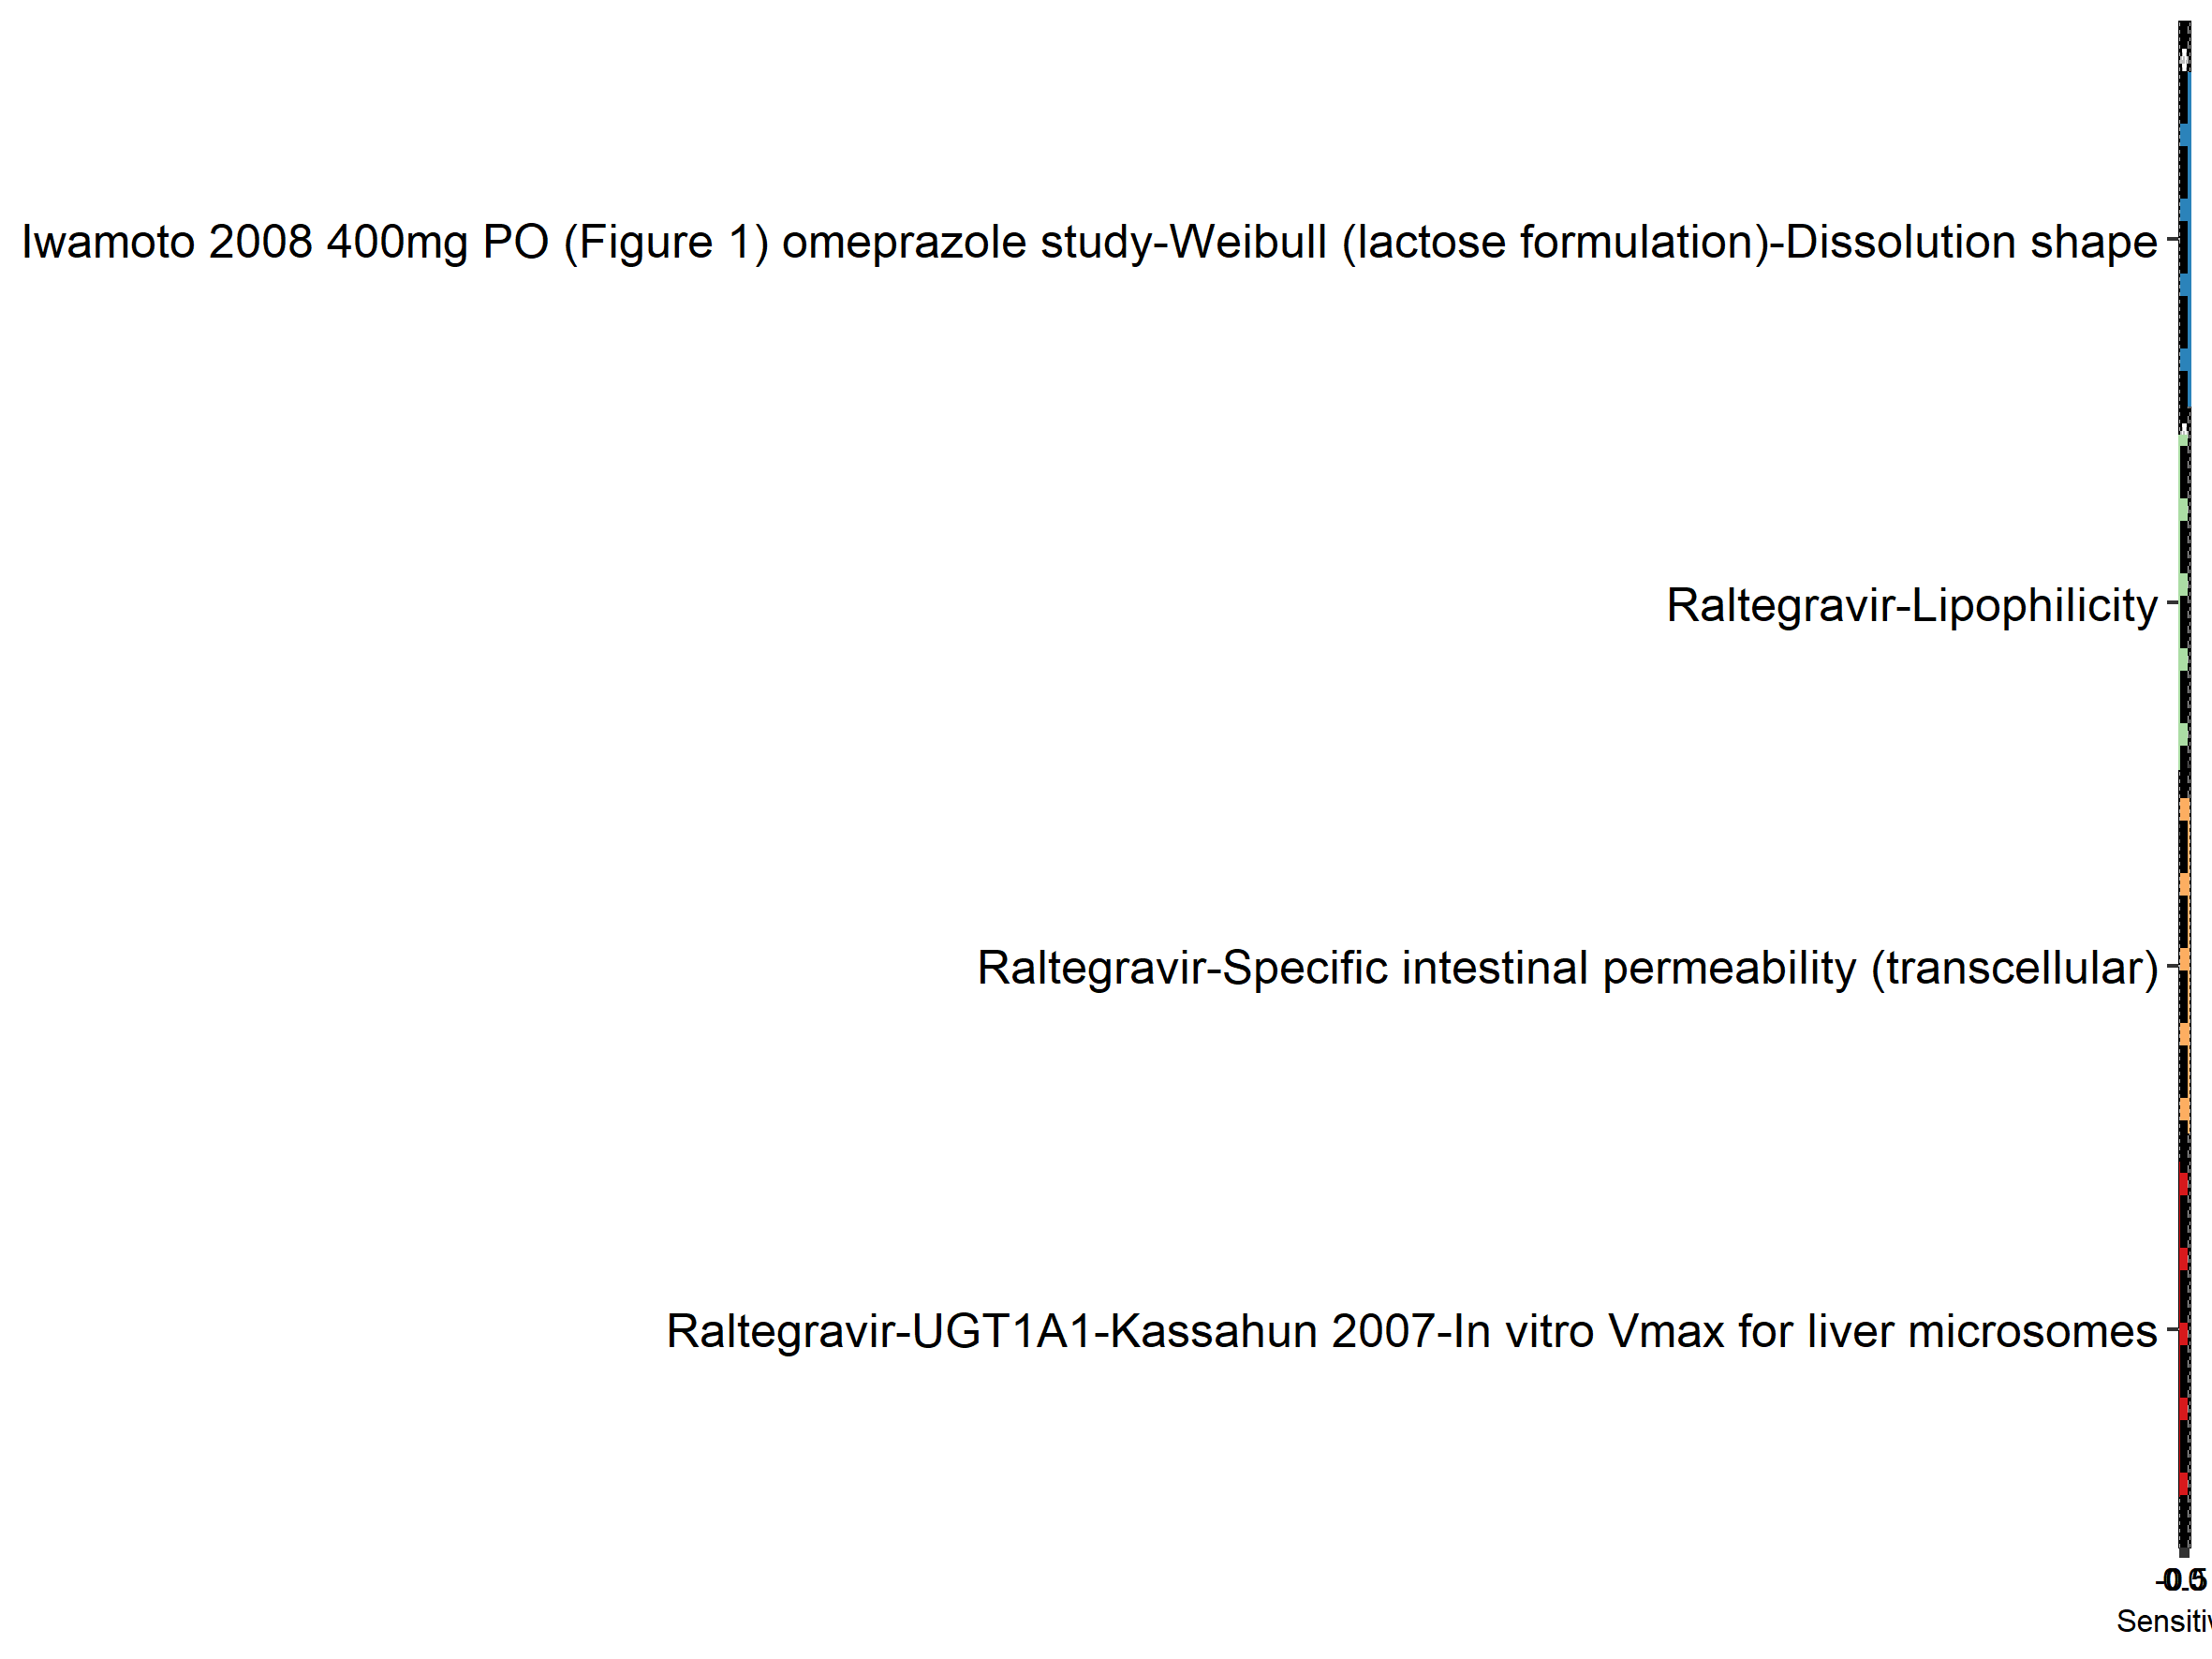 Iwamoto 2008 400mg PO (Figure 1) omeprazole study-Weibull (lactose formulation)-Dissolution shape
Raltegravir-Lipophilicity
Raltegravir-Specific intestinal permeability (transcellular)
Raltegravir-UGT1A1-Kassahun 2007-In vitro Vmax for liver microsomes